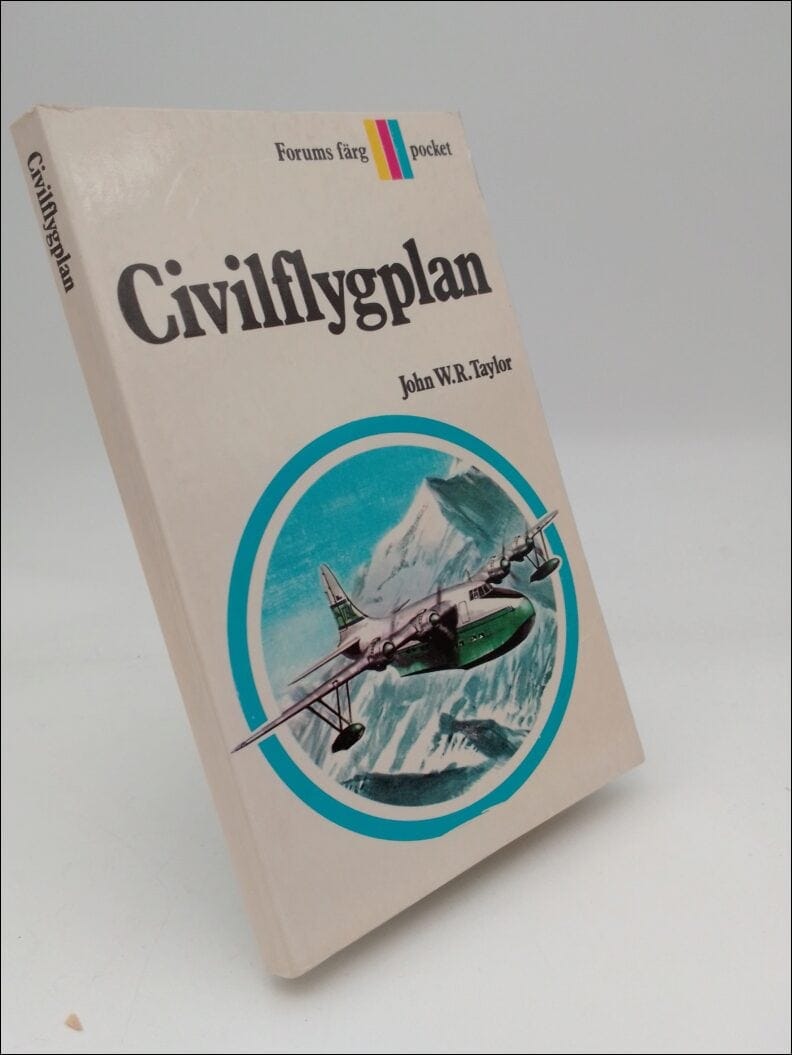 Civilflygplan
Forums färg pocket
Civilflygplan
John W.R. Taylor